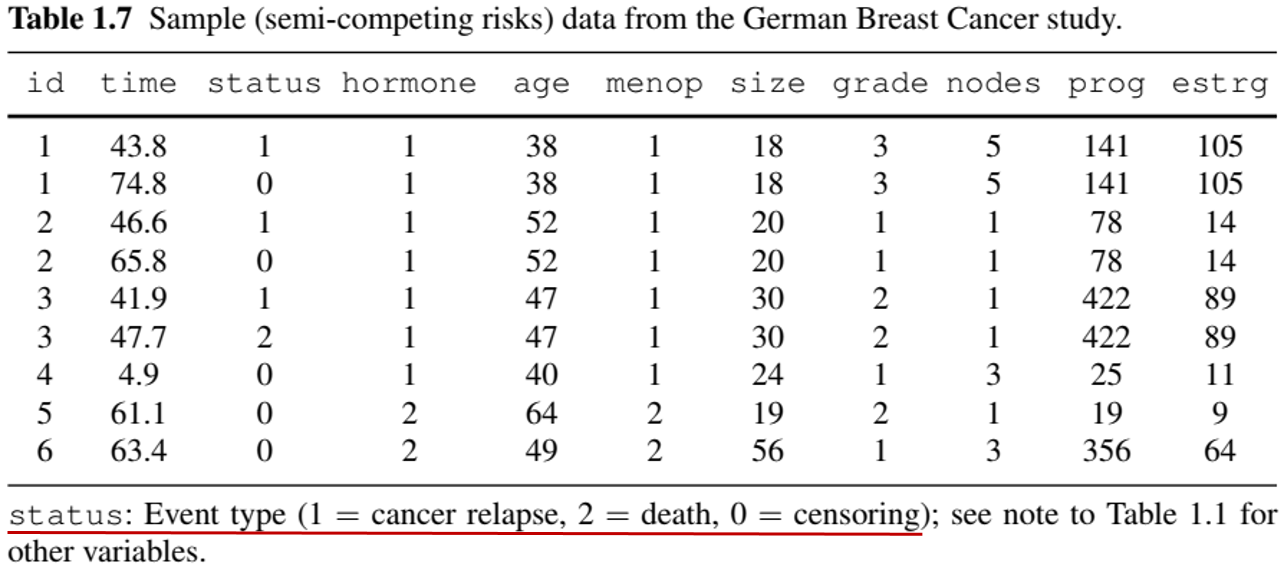 Table 1.7 Sample (semi-competing risks) data from the German Breast Cancer study.
id time status hormone age menop size grade nodes prog estrg
1 43.8 1 1 38 1 18 3 5 141 105
1 74.8 0 1 38 1 18 3 5 141 105
2 46.6 1 1 52 1 20 1 1 78 14
2 65.8 0 1 52 1 20 1 1 78 14
3 41.9 1 1 47 1 30 2 1 422 89
3 47.7 2 1 47 1 30 2 1 422 89
4 4.9 0 1 40 1 24 1 3 25 11
5 61.1 0 2 64 2 19 2 1 19 9
6 63.4 0 2 49 2 56 1 3 356 64
status: Event type (1 = cancer relapse, 2 = death, 0 = censoring); see note to Table 1.1 for
other variables.